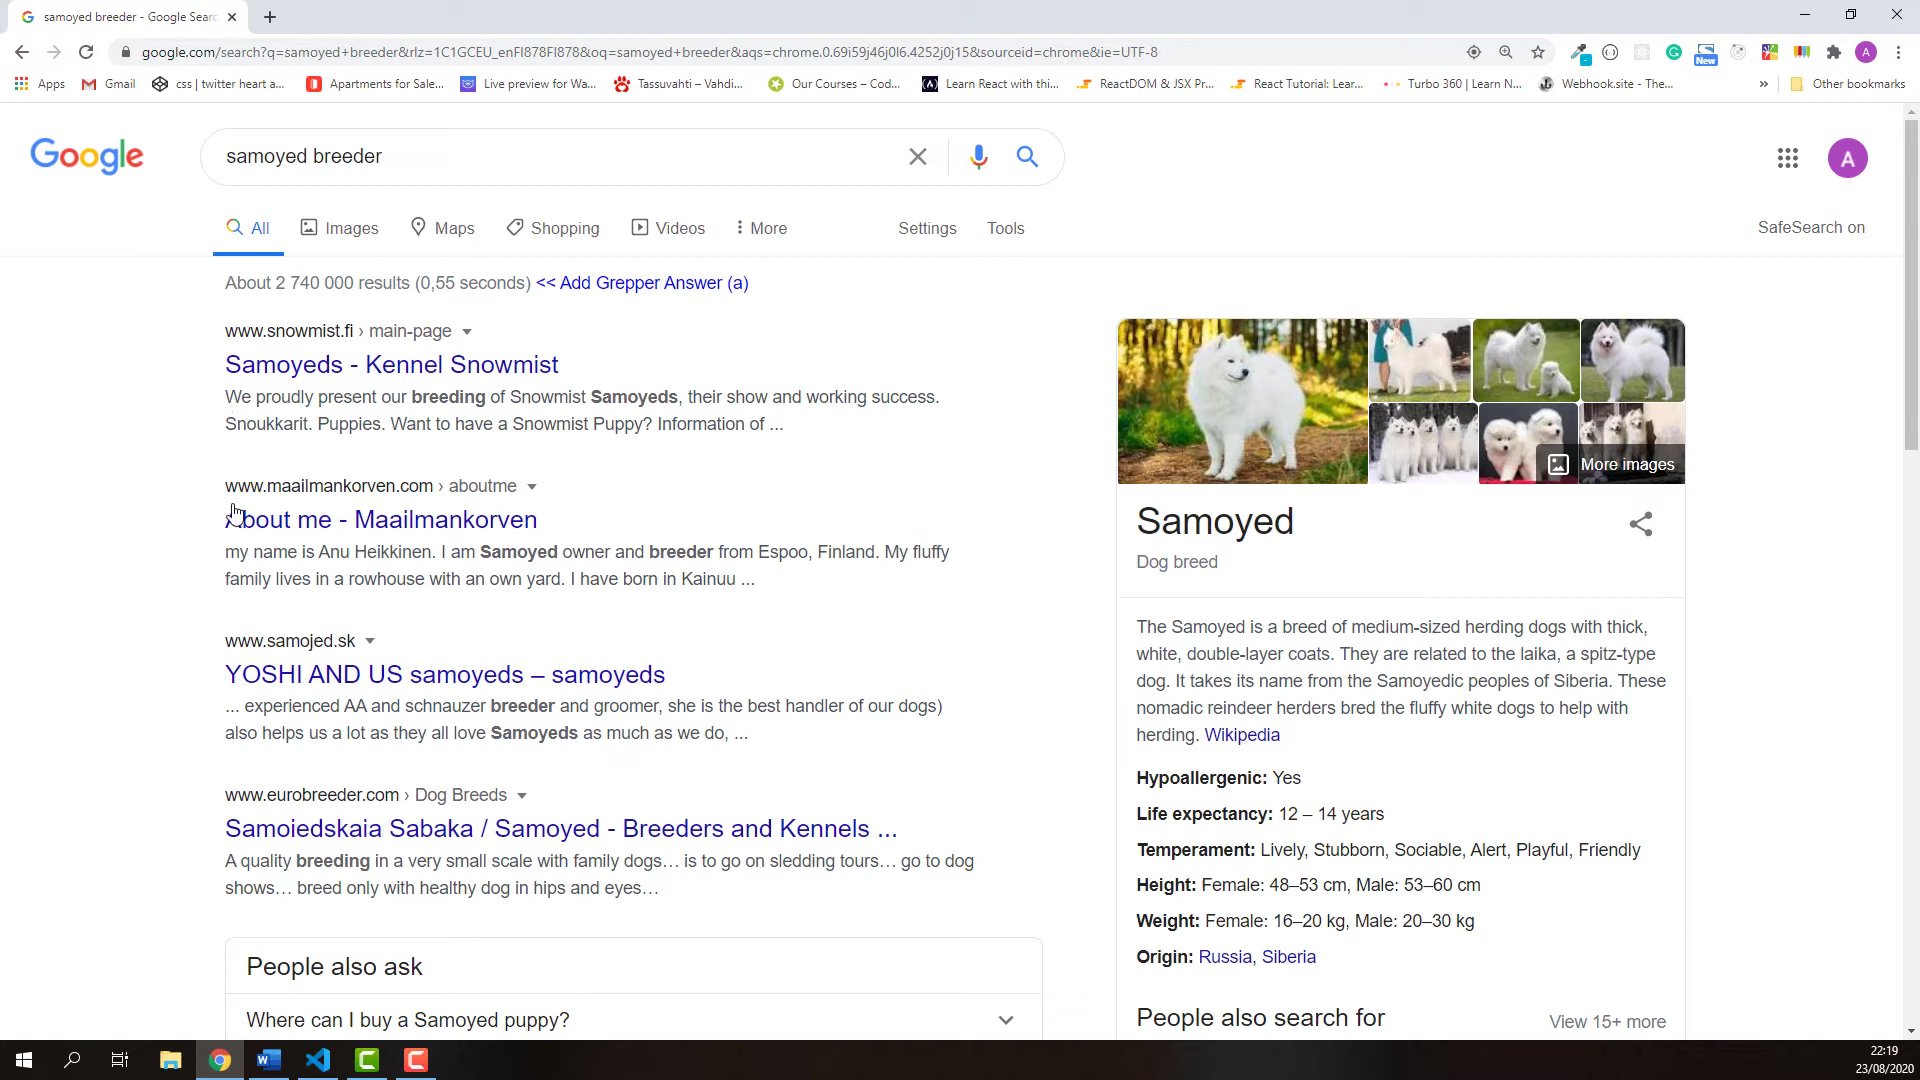 samoyed breeder - Google Searc
google.com/search?q=samoyed+breeder&rlz=1C1GCEU_enFI878FI878&oq=samoyed+breeder&aqs=chrome.0.69i59j46j0l6.4252j0j15&sourceid=chrome&ie=UTF-8
New
A
Apps Gmail css | twitter heart a... Apartments for Sale... Live preview for Wa... Tassuvahti – Vahdi... Our Courses – Cod... Learn React with thi... ReactDOM & JSX Pr... React Tutorial: Lear... Turbo 360 | Learn N... Webhook.site - The... » Other bookmarks
Google
samoyed breeder
A
All Images Maps Shopping Videos More Settings Tools
SafeSearch on
About 2 740 000 results (0,55 seconds) << Add Grepper Answer (a)
www.snowmist.fi › main-page
Samoyeds - Kennel Snowmist
We proudly present our breeding of Snowmist Samoyeds, their show and working success.
Snoukkarit. Puppies. Want to have a Snowmist Puppy? Information of ...
www.maailmankorven.com › aboutme
About me - Maailmankorven
my name is Anu Heikkinen. I am Samoyed owner and breeder from Espoo, Finland. My fluffy
family lives in a rowhouse with an own yard. I have born in Kainuu ...
www.samojed.sk
YOSHI AND US samoyeds – samoyeds
... experienced AA and schnauzer breeder and groomer, she is the best handler of our dogs)
also helps us a lot as they all love Samoyeds as much as we do, ...
www.eurobreeder.com › Dog Breeds
Samoiedskaia Sabaka / Samoyed - Breeders and Kennels ...
A quality breeding in a very small scale with family dogs… is to go on sledding tours… go to dog
shows… breed only with healthy dog in hips and eyes…
People also ask
Where can I buy a Samoyed puppy?
More images
Samoyed
Dog breed
The Samoyed is a breed of medium-sized herding dogs with thick,
white, double-layer coats. They are related to the laika, a spitz-type
dog. It takes its name from the Samoyedic peoples of Siberia. These
nomadic reindeer herders bred the fluffy white dogs to help with
herding. Wikipedia
Hypoallergenic: Yes
Life expectancy: 12 – 14 years
Temperament: Lively, Stubborn, Sociable, Alert, Playful, Friendly
Height: Female: 48–53 cm, Male: 53–60 cm
Weight: Female: 16–20 kg, Male: 20–30 kg
Origin: Russia, Siberia
People also search for
View 15+ more
22:19
23/08/2020